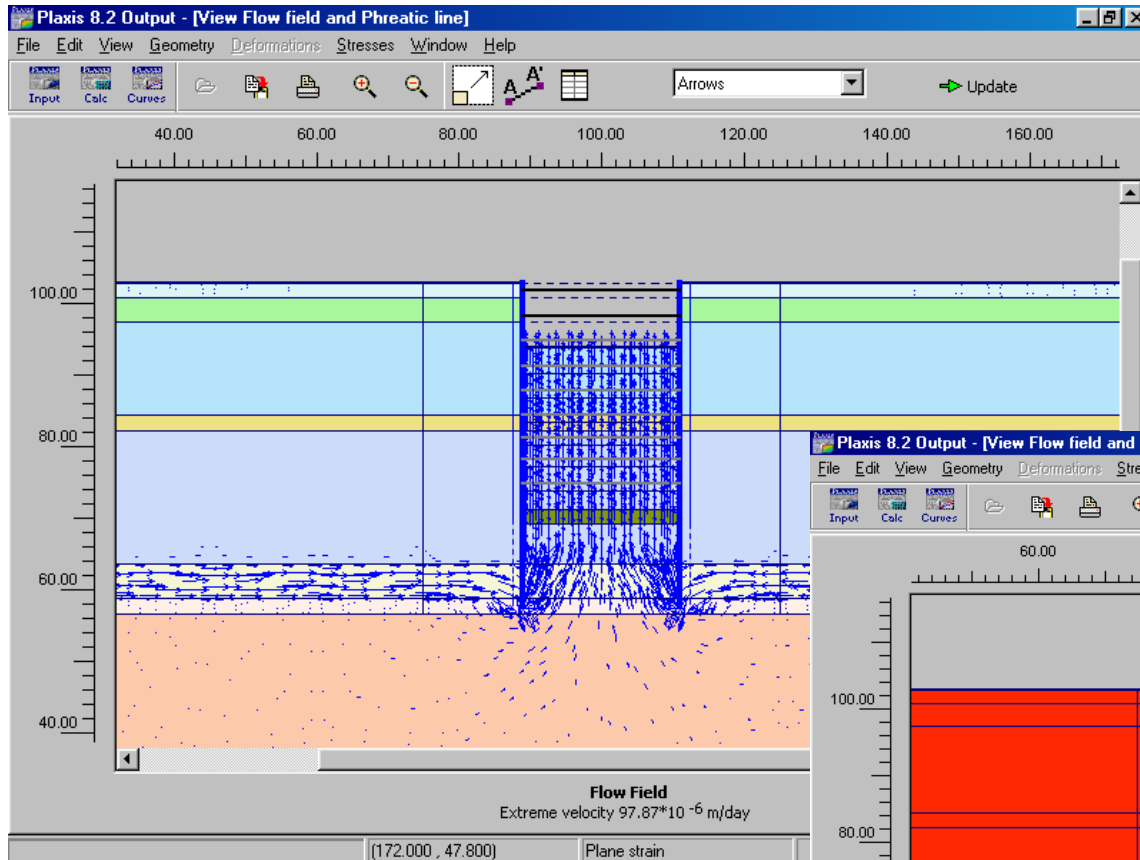 Plaxis 8.2 Output - [View Flow field and Phreatic line]
File Edit View Geometry Deformations Stresses Window Help
Input Calc Curves A A' Arrows Update
40.00 60.00 80.00 100.00 120.00 140.00 160.00
100.00
80.00
60.00
40.00
Flow Field
Extreme velocity 97.87*10 -6 m/day
(172.000 , 47.800) Plane strain
Plaxis 8.2 Output - [View Flow field and
File Edit View Geometry Deformations Stre
Input Calc Curves
60.00
100.00
80.00